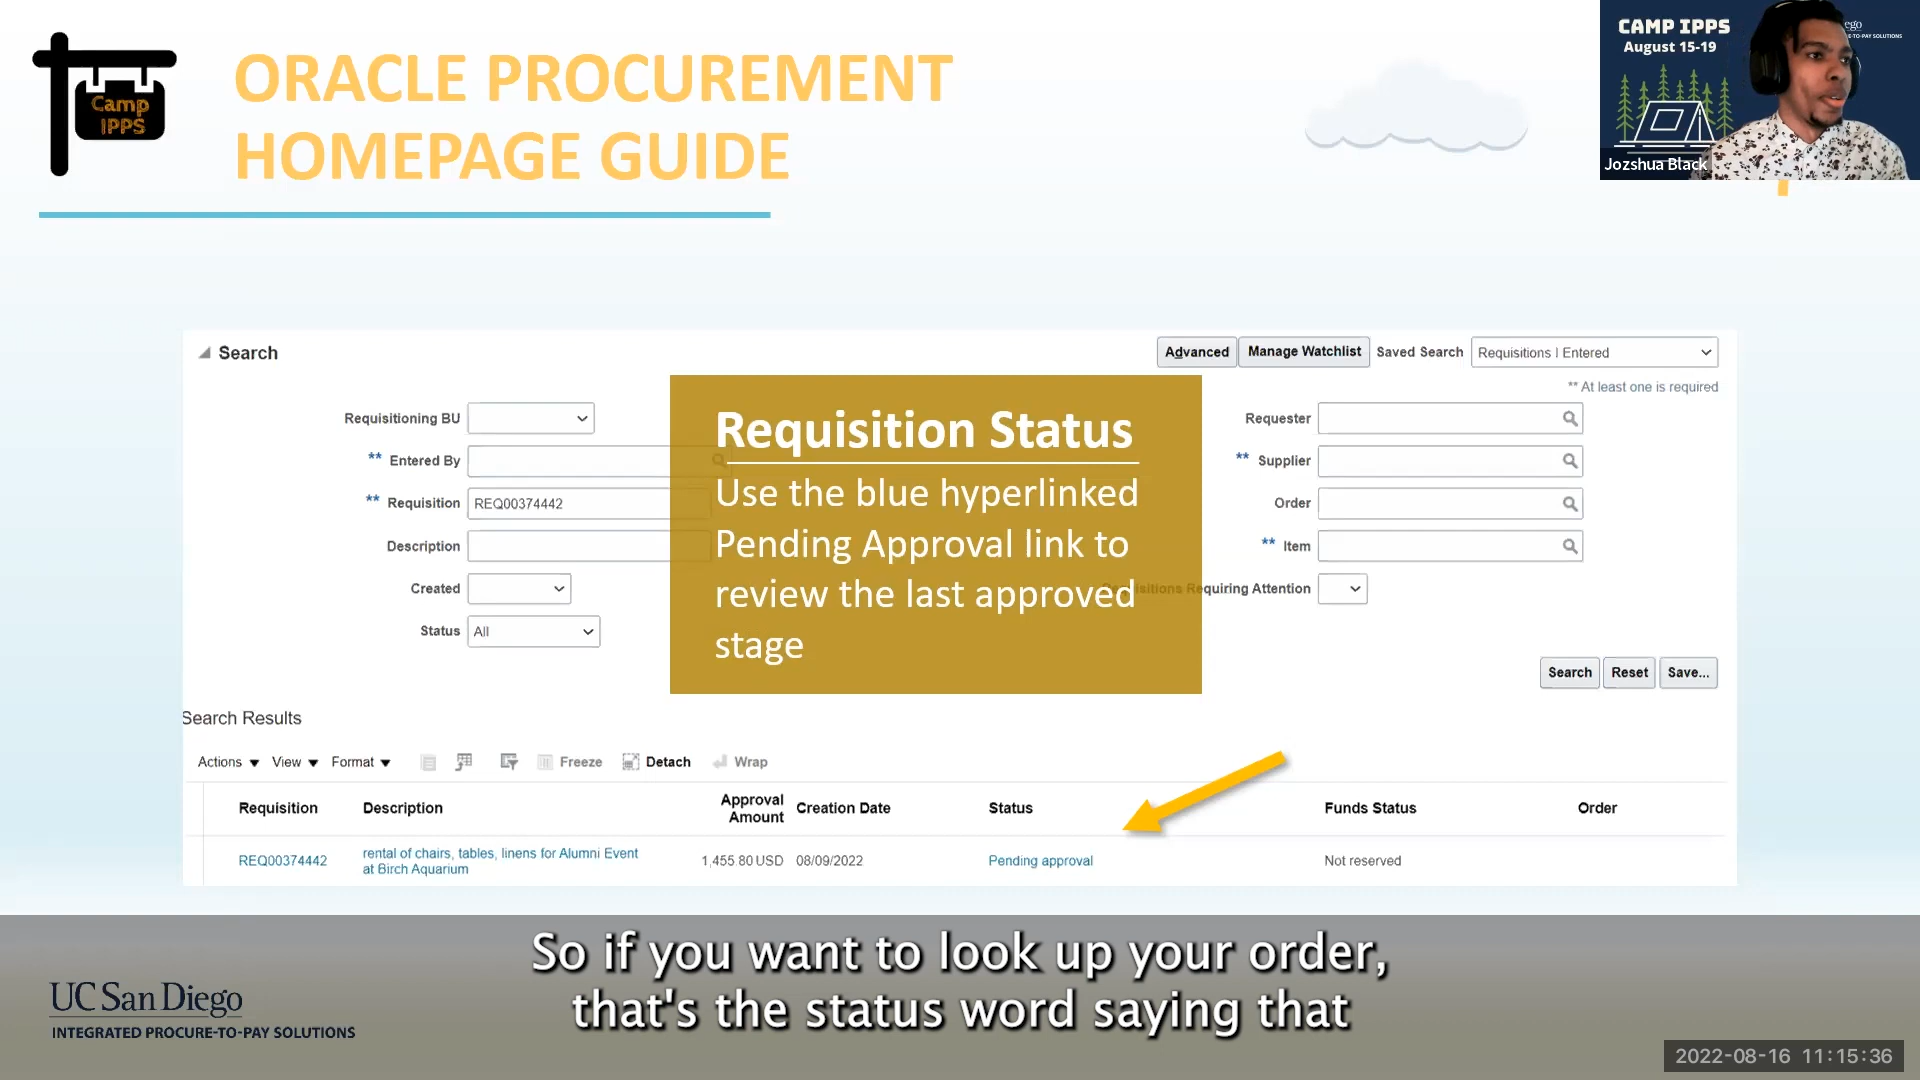 Camp
IPPS
ORACLE PROCUREMENT
HOMEPAGE GUIDE
CAMP IPPS
August 15-19
Jozshua Black
Search
Advanced
Manage Watchlist
Saved Search
Requisitions I Entered
** At least one is required
Requisitioning BU
** Entered By
** Requisition REQ00374442
Description
Created
Status All
Requisition Status
Use the blue hyperlinked
Pending Approval link to
review the last approved
stage
Requester
** Supplier
Order
** Item
Requiring Attention
Search Reset Save...
Search Results
Actions View Format Freeze Detach Wrap
Requisition Description Approval Amount Creation Date Status Funds Status Order
REQ00374442 rental of chairs, tables, linens for Alumni Event 1,455.80 USD 08/09/2022 Pending approval Not reserved
at Birch Aquarium
So if you want to look up your order,
that's the status word saying that
UC San Diego
INTEGRATED PROCURE-TO-PAY SOLUTIONS
2022-08-16 11:15:36